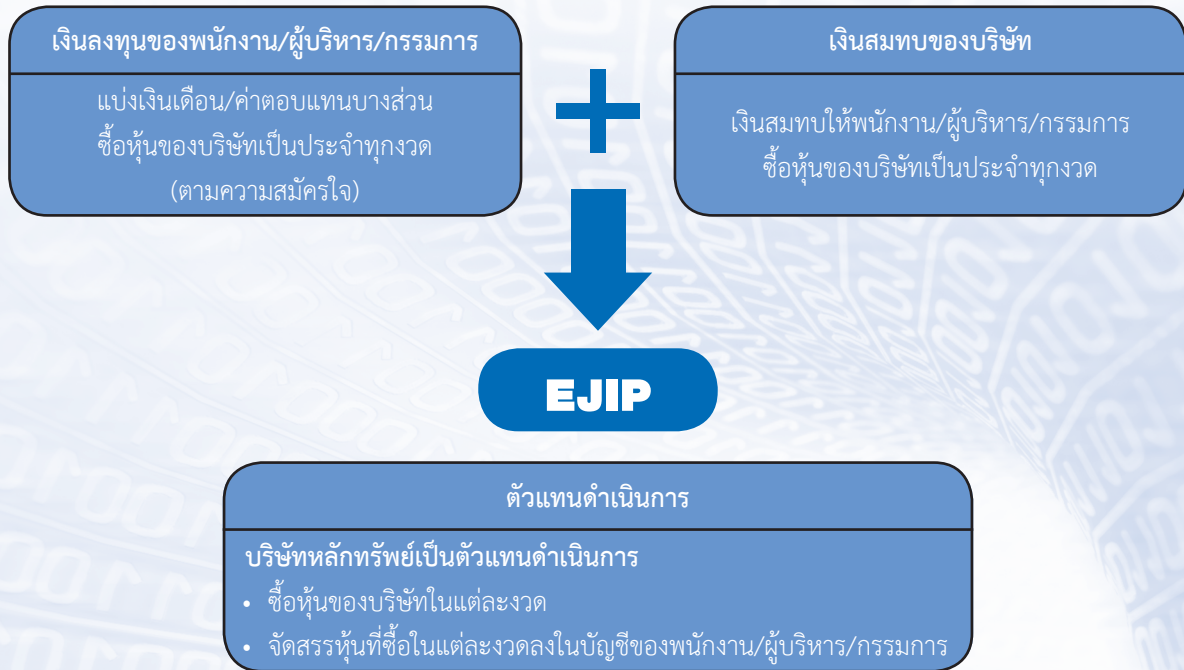 เงินลงทุนของพนักงาน/ผู้บริหาร/กรรมการ
แบ่งเงินเดือน/ค่าตอบแทนบางส่วน
ซื้อหุ้นของบริษัทเป็นประจำทุกงวด
(ตามความสมัครใจ)
เงินสมทบของบริษัท
เงินสมทบให้พนักงาน/ผู้บริหาร/กรรมการ
ซื้อหุ้นของบริษัทเป็นประจำทุกงวด
EJIP
ตัวแทนดำเนินการ
บริษัทหลักทรัพย์เป็นตัวแทนดำเนินการ
• ซื้อหุ้นของบริษัทในแต่ละงวด
• จัดสรรหุ้นที่ซื้อในแต่ละงวดลงในบัญชีของพนักงาน/ผู้บริหาร/กรรมการ